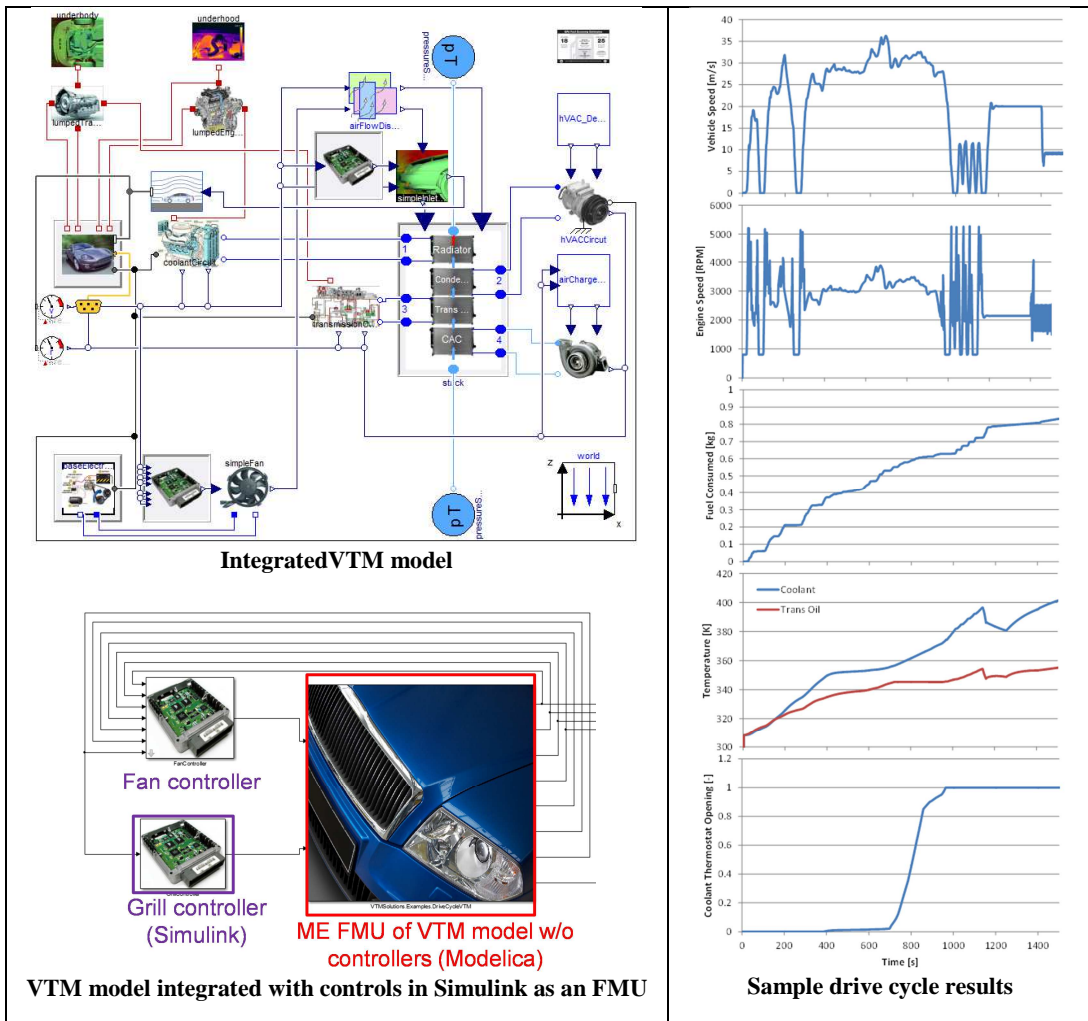 underbody
underhood
lumpedTra...
lumpedEng...
pT
pressureS...
airFlowDis...
18
25
hVAC_De...
simpleInlet
hVACCircut
coolantCircuit
1
Radiator
2
Conde...
3
Trans ...
4
CAC
stack
airCharge...
transmissionO...
baseElectr...
simpleFan
pT
pressureS...
world
z
x
IntegratedVTM model
FanController
Fan controller
Grill controller
(Simulink)
VTMSolutions.Examples.DriveCycleVTM
ME FMU of VTM model w/o
controllers (Modelica)
VTM model integrated with controls in Simulink as an FMU
Vehicle Speed [m/s]
40
35
30
25
20
15
10
5
0
Engine Speed [RPM]
6000
5000
4000
3000
2000
1000
0
Fuel Consumed [kg]
1
0.9
0.8
0.7
0.6
0.5
0.4
0.3
0.2
0.1
0
Temperature [K]
420
400
380
360
340
320
300
Coolant
Trans Oil
Coolant Thermostat Opening [-]
1.2
1
0.8
0.6
0.4
0.2
0
0 200 400 600 800 1000 1200 1400
Time [s]
Sample drive cycle results